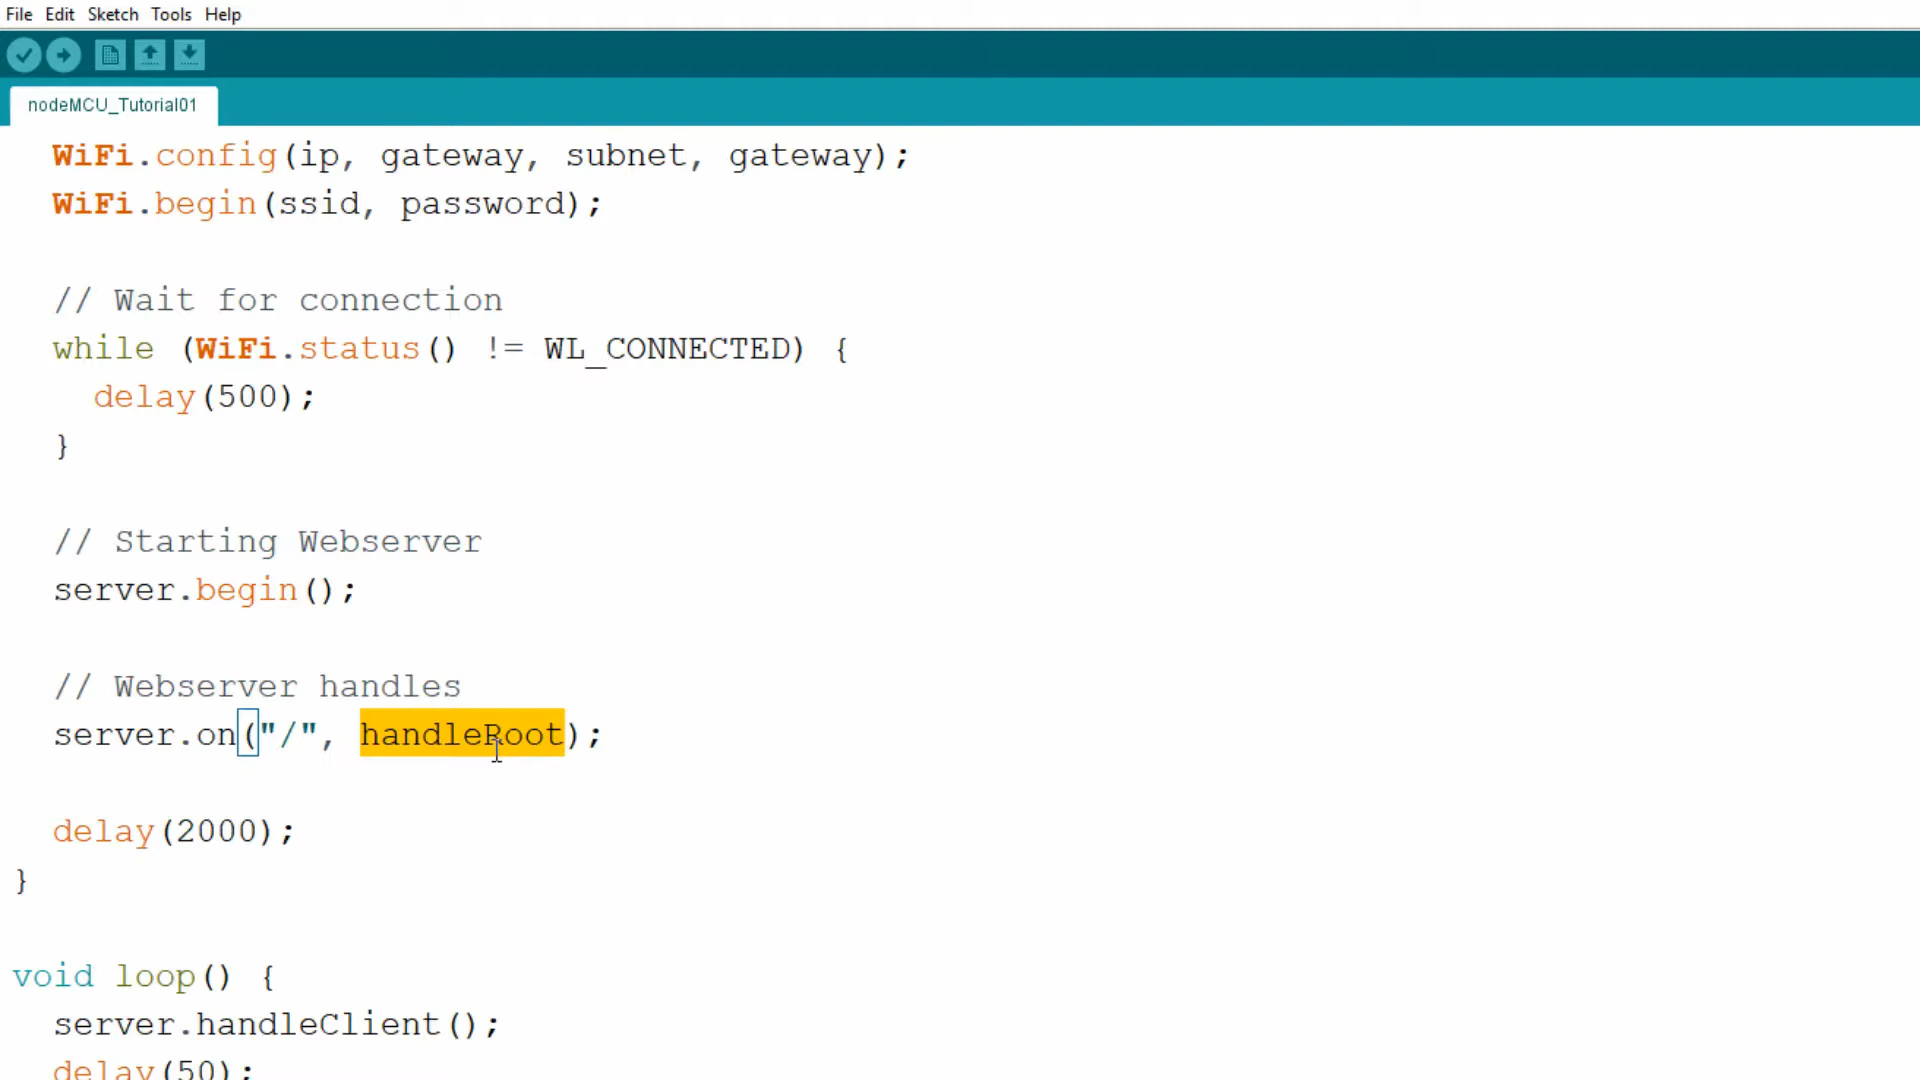 File Edit Sketch Tools Help
nodeMCU_Tutorial01
WiFi.config(ip, gateway, subnet, gateway);
WiFi.begin(ssid, password);
// Wait for connection
while (WiFi.status() != WL_CONNECTED) {
delay(500);
}
// Starting Webserver
server.begin();
// Webserver handles
server.on("/", handleRoot);
delay(2000);
}
void loop() {
server.handleClient();
delay(50);